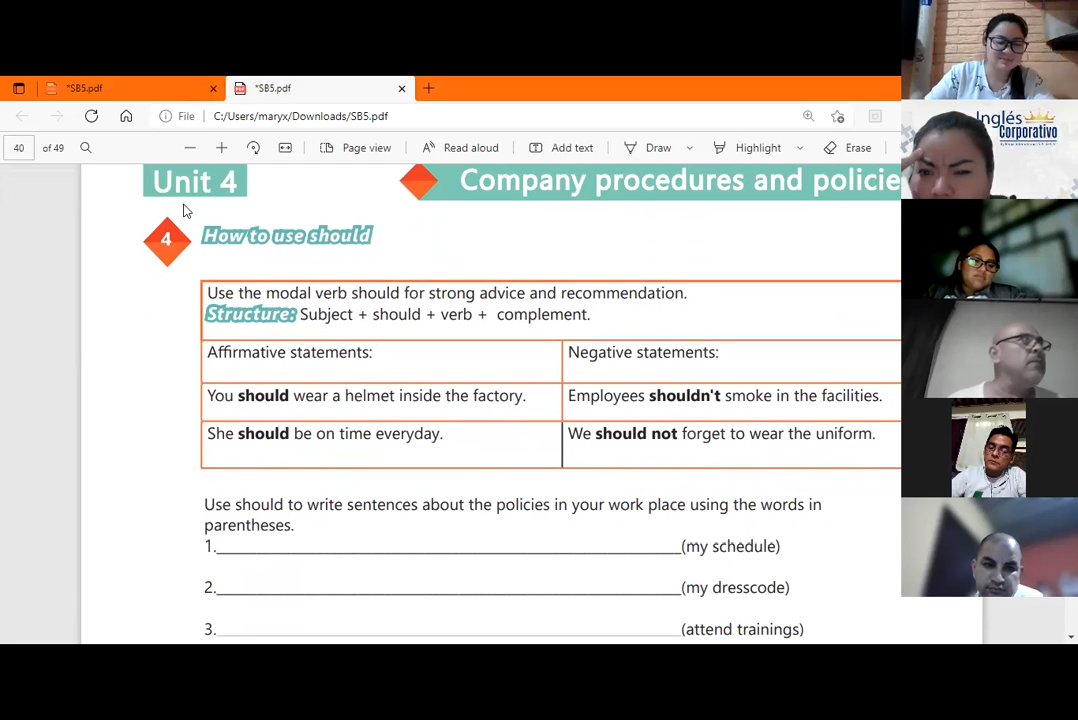 *SB5.pdf
*SB5.pdf
File C:/Users/maryx/Downloads/SB5.pdf
40 of 49 Page view Read aloud Add text Draw Highlight Erase
Unit 4
Company procedures and policie
4 How to use should
Use the modal verb should for strong advice and recommendation.
Structure: Subject + should + verb + complement.
Affirmative statements: Negative statements:
You should wear a helmet inside the factory. Employees shouldn't smoke in the facilities.
She should be on time everyday. We should not forget to wear the uniform.
Use should to write sentences about the policies in your work place using the words in
parentheses.
1.______________________________(my schedule)
2.______________________________(my dresscode)
3.______________________________(attend trainings)
Inglés
Corporativo